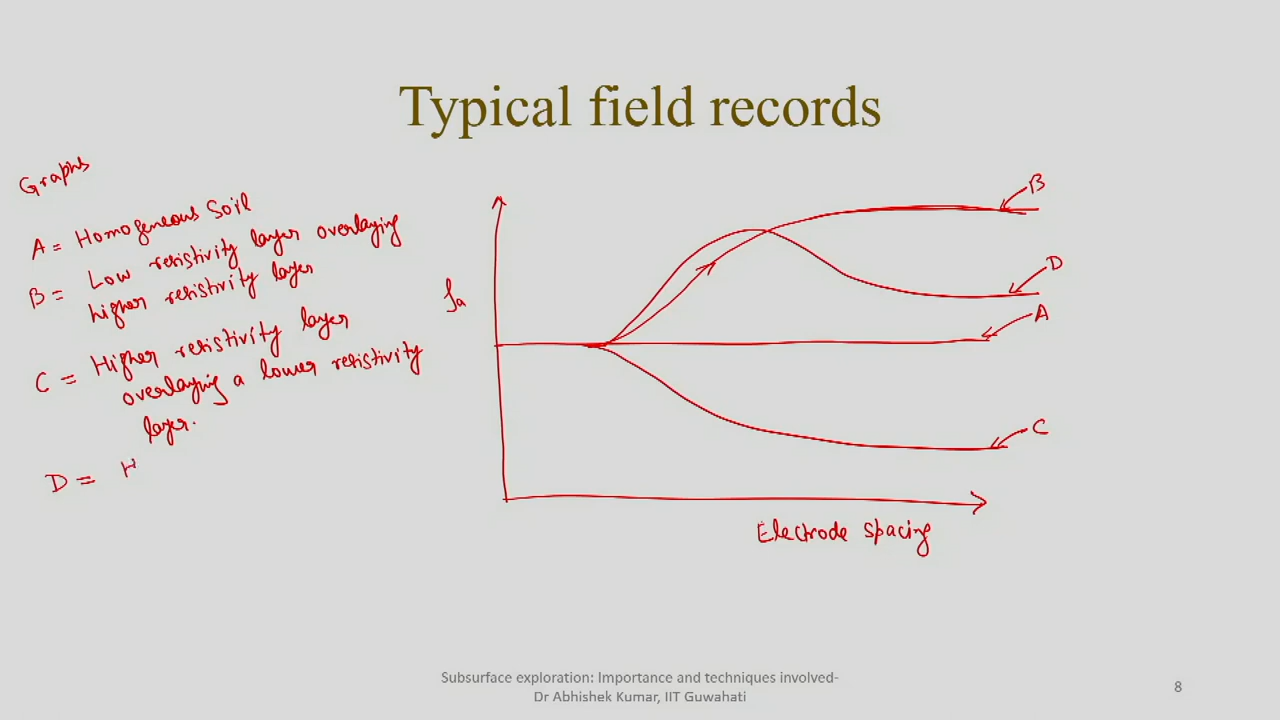 Typical field records
Graphs
A = Homogeneous Soil
B = Low resistivity layer overlaying
higher resistivity layer
C = Higher resistivity layer
overlaying a lower resistivity
layer.
D = H
ρa
B
D
A
C
Electrode spacing
Subsurface exploration: Importance and techniques involved-
Dr Abhishek Kumar, IIT Guwahati
8